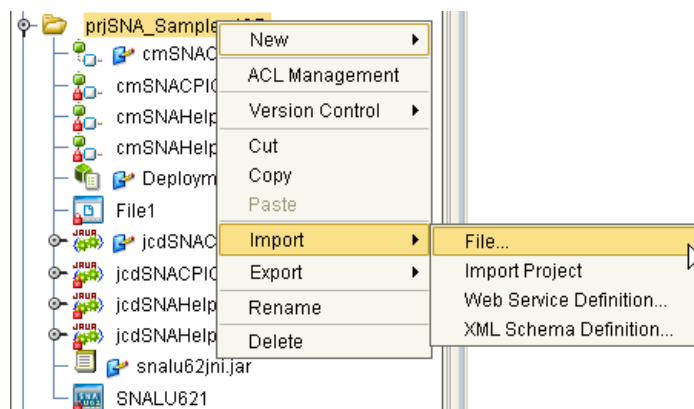 prjSNA_Sample
cmSNAC
cmSNACPIC
cmSNAHelp
cmSNAHelp
Deploym
File1
jcdSNAC
jcdSNACPIC
jcdSNAHelp
jcdSNAHelp
snalu62jni.jar
SNALU621
New
ACL Management
Version Control
Cut
Copy
Paste
Import
Export
Rename
Delete
File...
Import Project
Web Service Definition...
XML Schema Definition...